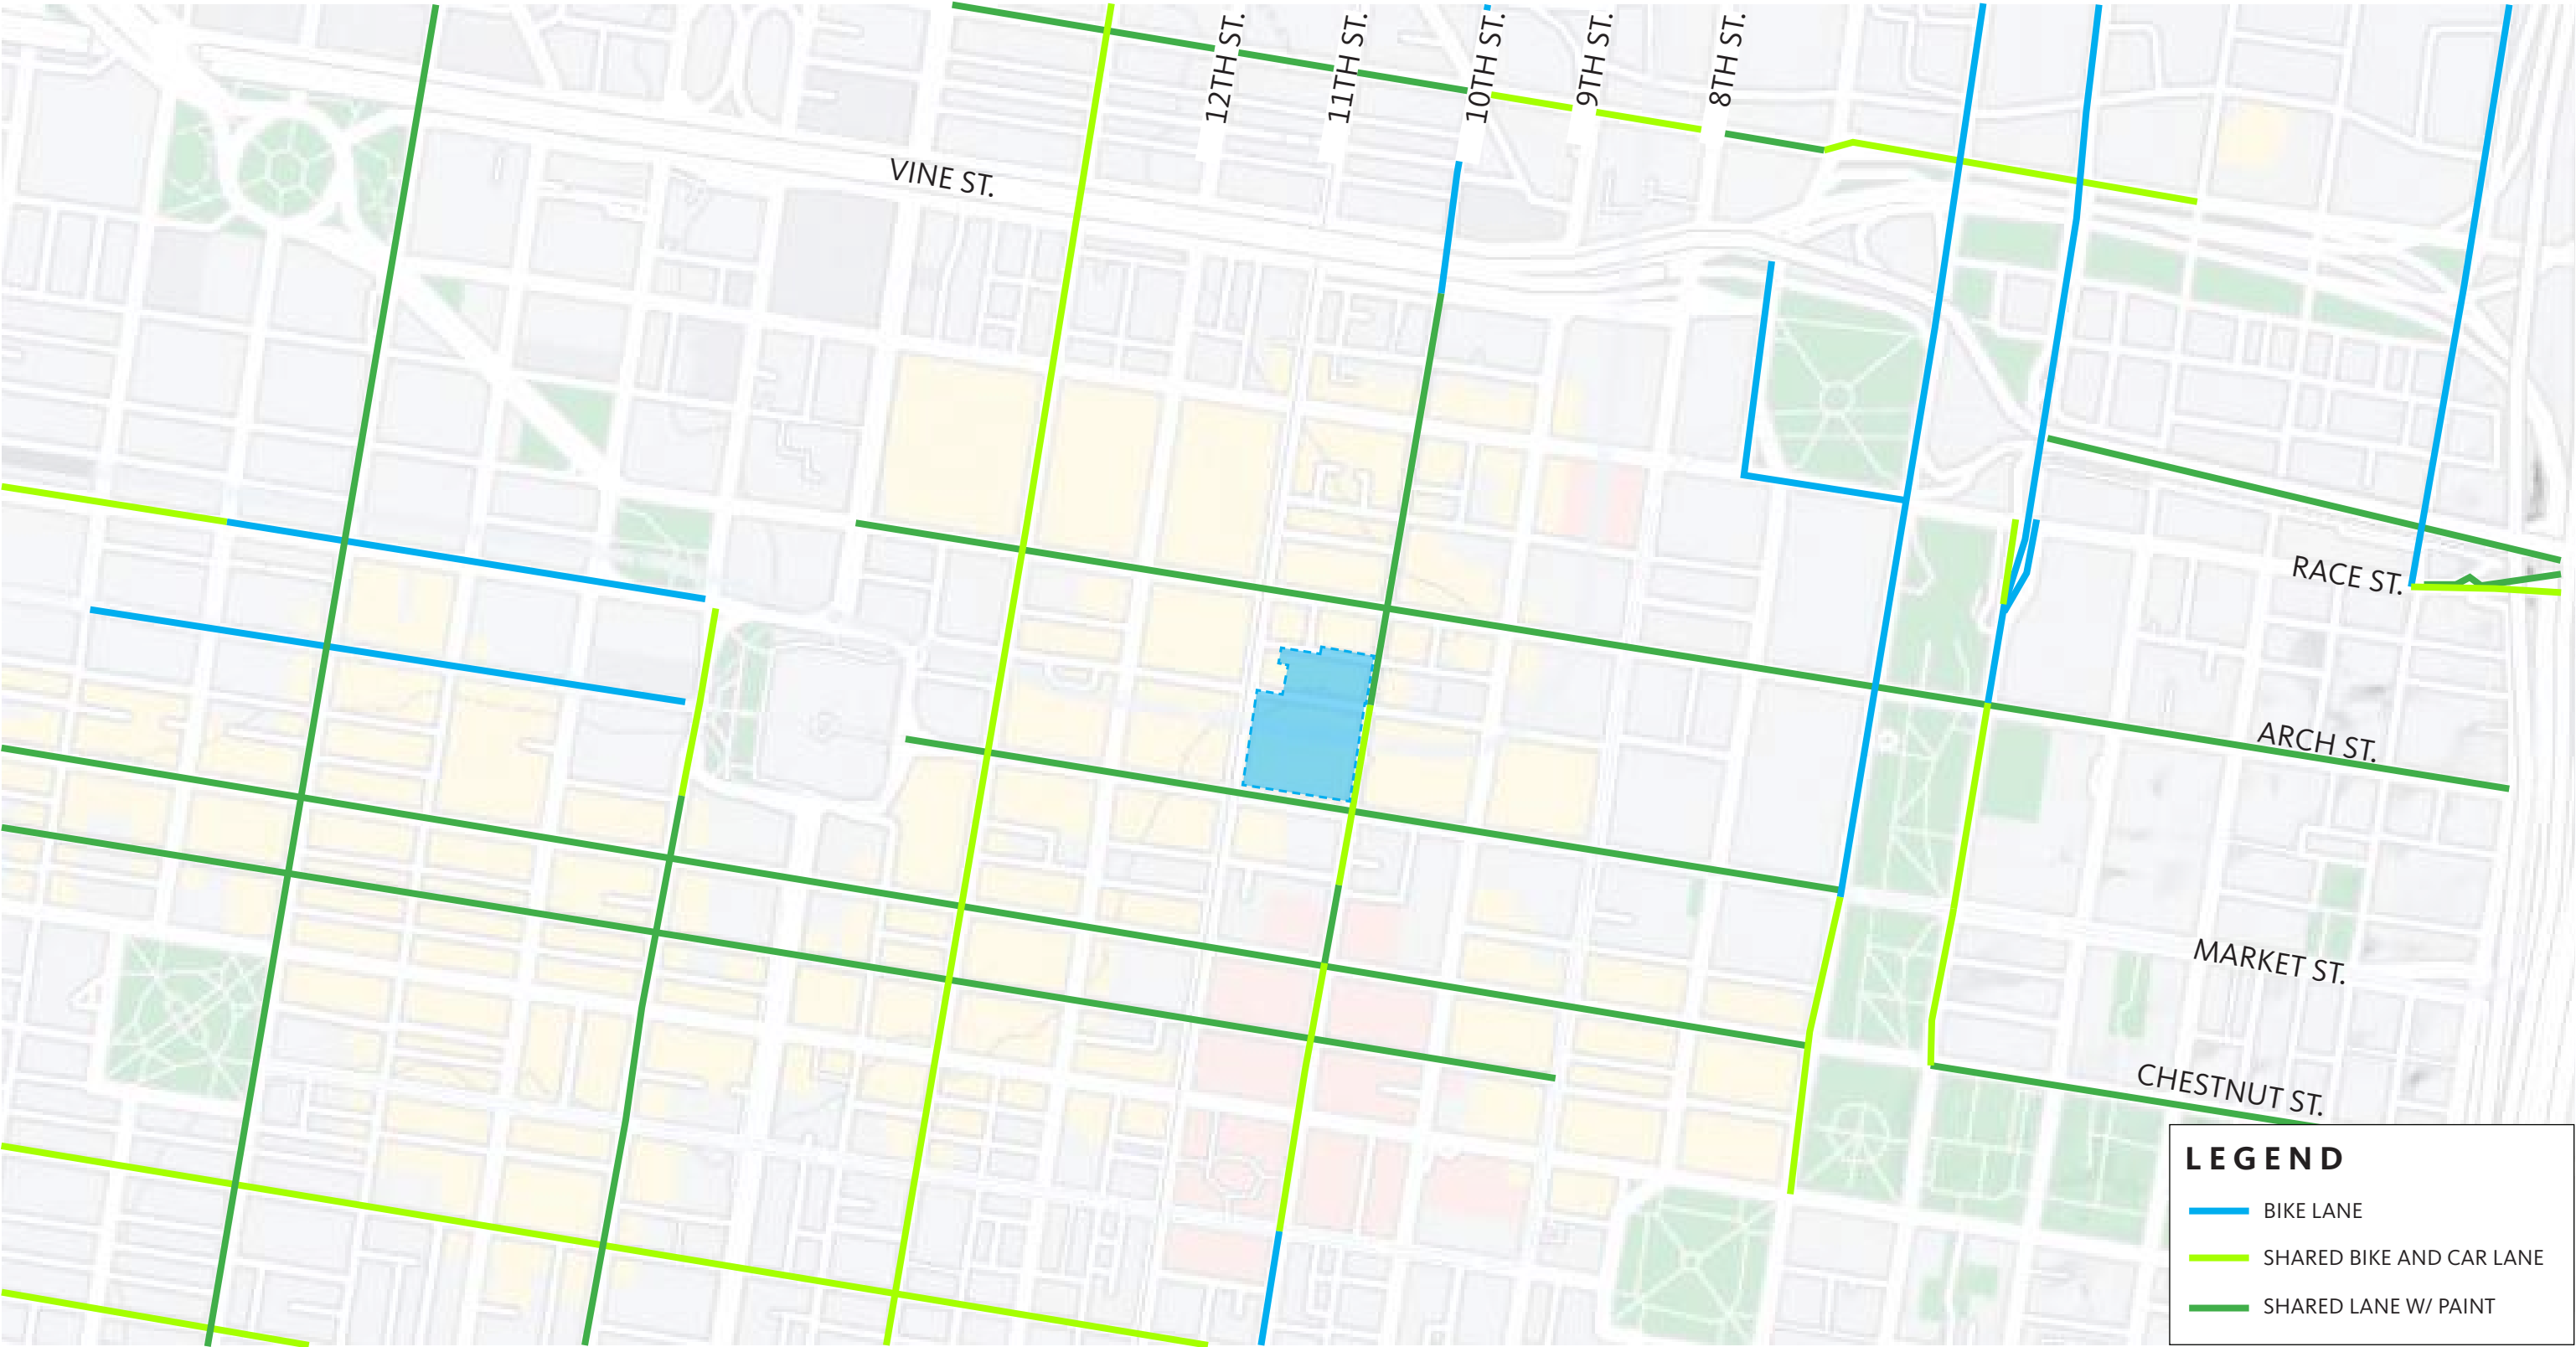 12TH ST.
11TH ST.
10TH ST.
9TH ST.
8TH ST.
VINE ST.
RACE ST.
ARCH ST.
MARKET ST.
CHESTNUT ST.
LEGEND
BIKE LANE
SHARED BIKE AND CAR LANE
SHARED LANE W/ PAINT